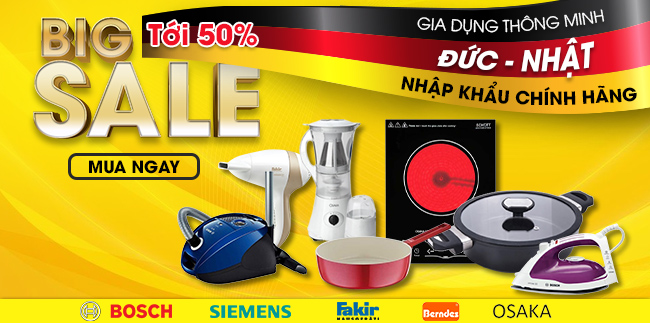 BIG
SALE
Tới 50%
GIA DỤNG THÔNG MINH
ĐỨC - NHẬT
NHẬP KHẨU CHÍNH HÃNG
MUA NGAY
BOSCH
SIEMENS
Fakir
HAUSGERÄTE
Berndes
OSAKA